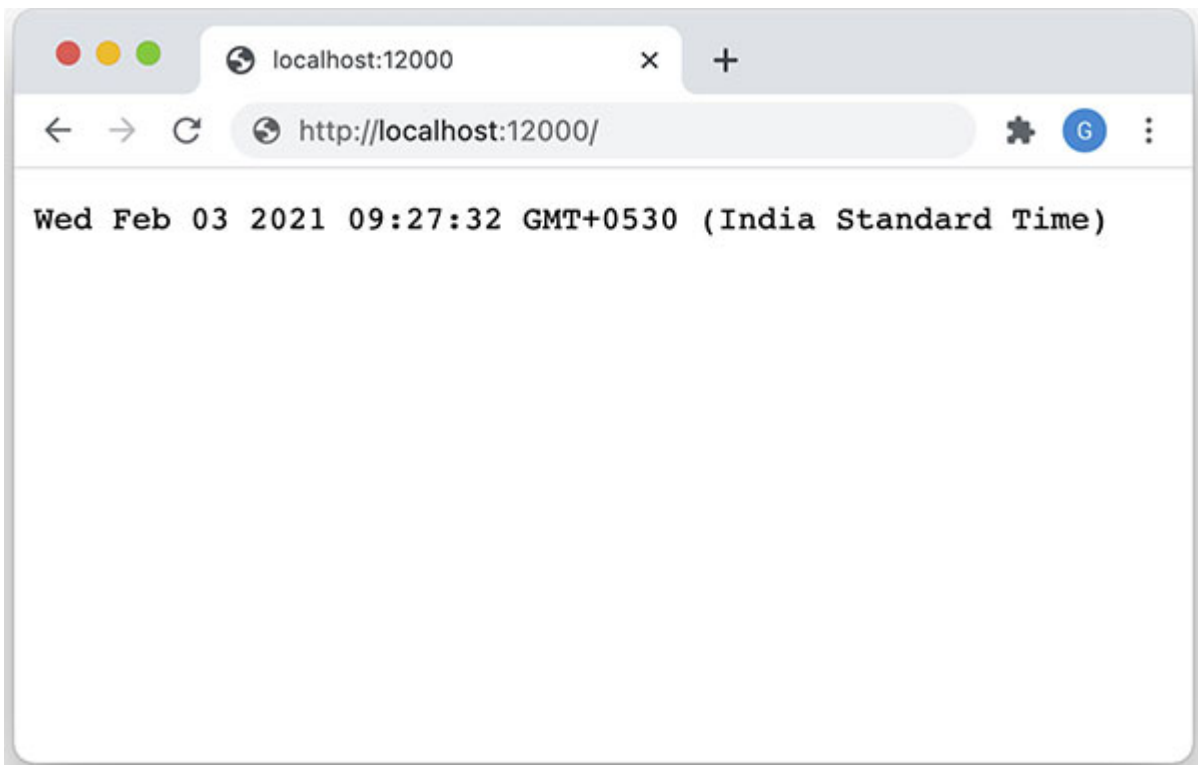 localhost:12000
http://localhost:12000/
G
Wed Feb 03 2021 09:27:32 GMT+0530 (India Standard Time)